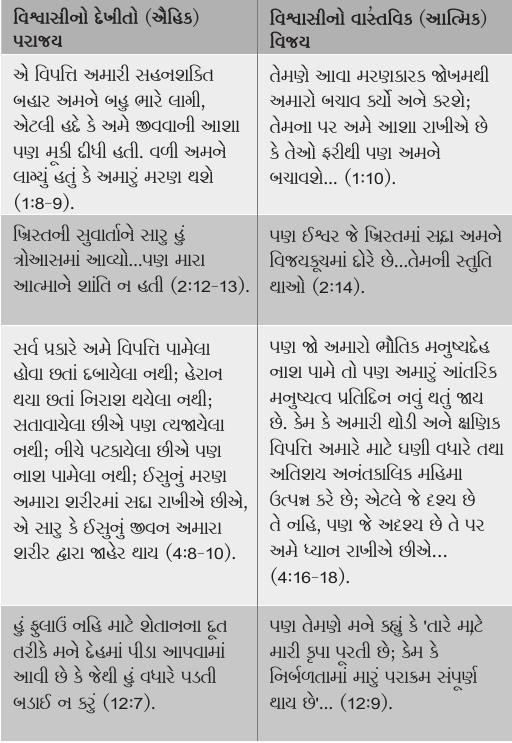 વિશ્વાસીનો દેખીતો (ઐહિક)
પરાજય
વિશ્વાસીનો વાસ્તવિક (આત્મિક)
વિજય
એ વિપત્તિ અમારી સહનશક્તિ
બહાર અમને બહુ ભારે લાગી,
એટલી હદે કે અમે જીવવાની આશા
પણ મૂકી દીધી હતી. વળી અમને
લાગ્યું હતું કે અમારું મરણ થશે
(1:8-9).
તેમણે આવા મરણકારક જોખમથી
અમારો બચાવ કર્યો અને કરશે;
તેમના પર અમે આશા રાખીએ છે
કે તેઓ ફરીથી પણ અમને
બચાવશે... (1:10).
ખ્રિસ્તની સુવાર્તાને સારુ હું
ત્રોઆસમાં આવ્યો...પણ મારા
આત્માને શાંતિ ન હતી (2:12-13).
પણ ઈશ્વર જે ખ્રિસ્તમાં સદા અમને
વિજયકૂચમાં દોરે છે...તેમની સ્તુતિ
થાઓ (2:14).
સર્વ પ્રકારે અમે વિપત્તિ પામેલા
હોવા છતાં દબાયેલા નથી; હેરાન
થયા છતાં નિરાશ થયેલા નથી;
સતાવાયેલા છીએ પણ ત્યજાયેલા
નથી; નીચે પટકાયેલા છીએ પણ
નાશ પામેલા નથી; ઈસુનું મરણ
અમારા શરીરમાં સદા રાખીએ છીએ,
એ સારુ કે ઈસુનું જીવન અમારા
શરીર દ્વારા જાહેર થાય (4:8-10).
પણ જો અમારો ભૌતિક મનુષ્યદેહ
નાશ પામે તો પણ અમારું આંતરિક
મનુષ્યત્વ પ્રતિદિન નવું થતું જાય
છે. કેમ કે અમારી થોડી અને ક્ષણિક
વિપત્તિ અમારે માટે ઘણી વધારે તથા
અતિશય અનંતકાલિક મહિમા
ઉત્પન્ન કરે છે; એટલે જે દૃશ્ય છે
તે નહિ, પણ જે અદૃશ્ય છે તે પર
અમે ધ્યાન રાખીએ છીએ...
(4:16-18).
હું ફુલાઉં નહિ માટે શેતાનના દૂત
તરીકે મને દેહમાં પીડા આપવામાં
આવી છે કે જેથી હું વધારે પડતી
બડાઈ ન કરું (12:7).
પણ તેમણે મને કહ્યું કે 'તારે માટે
મારી કૃપા પૂરતી છે; કેમ કે
નિર્બળતામાં મારું પરાક્રમ સંપૂર્ણ
થાય છે'... (12:9).